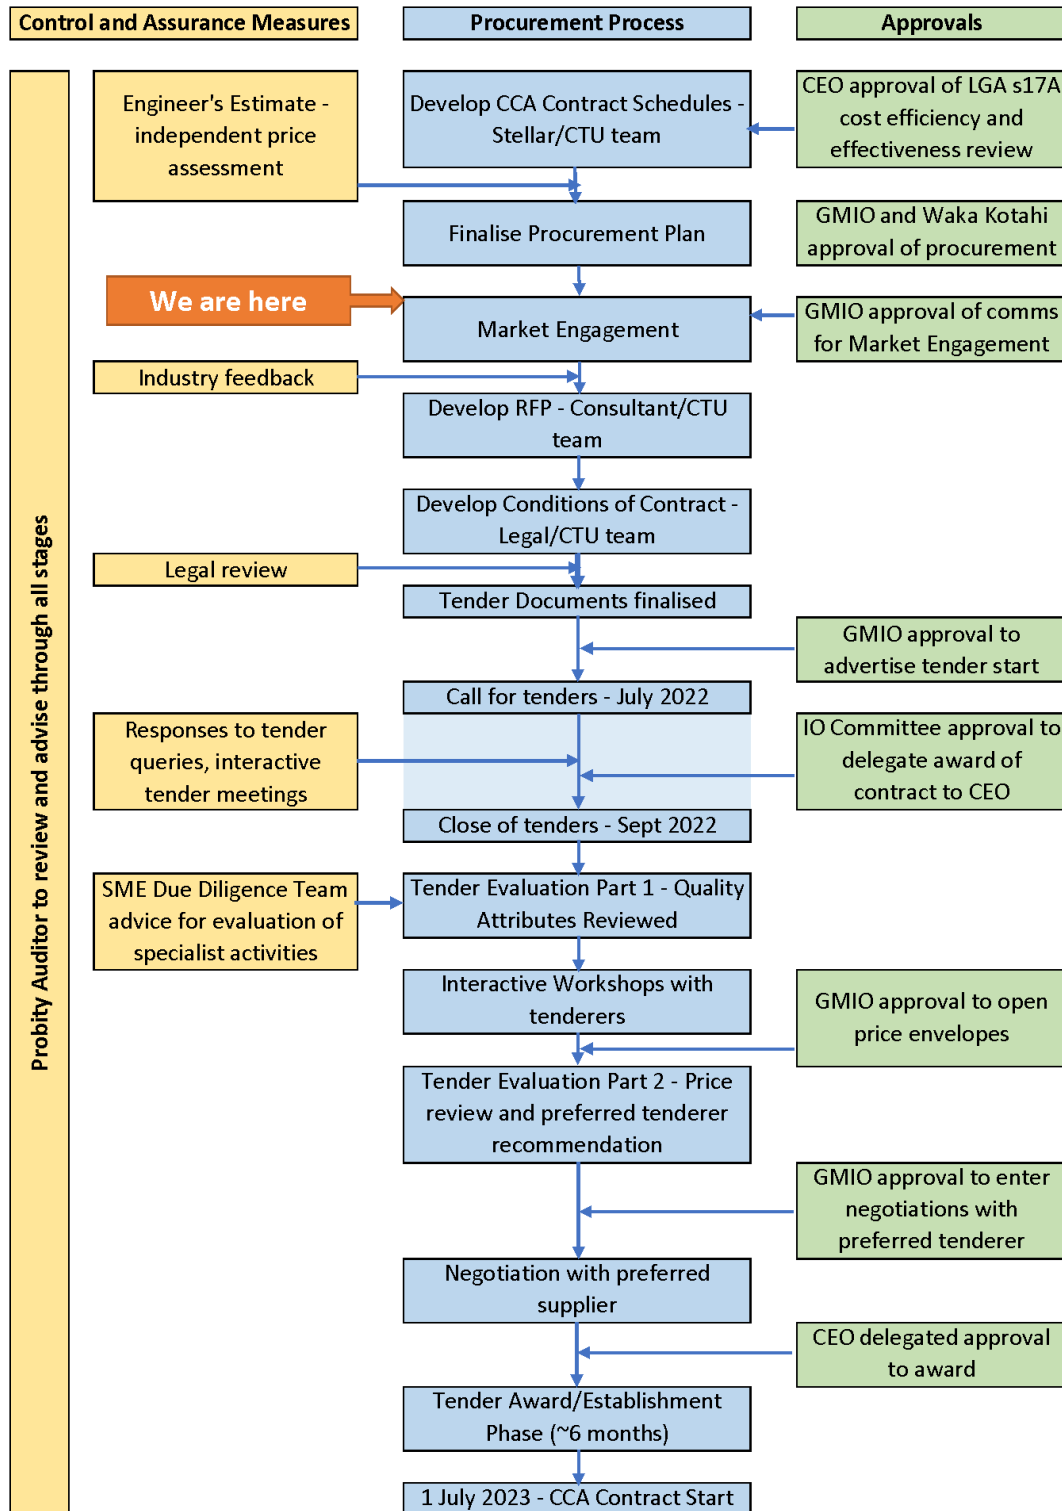 Control and Assurance Measures
Procurement Process
Approvals
Probity Auditor to review and advise through all stages
Engineer's Estimate -
independent price
assessment
Develop CCA Contract Schedules -
Stellar/CTU team
CEO approval of LGA s17A
cost efficiency and
effectiveness review
Finalise Procurement Plan
GMIO and Waka Kotahi
approval of procurement
We are here
Market Engagement
GMIO approval of comms
for Market Engagement
Industry feedback
Develop RFP - Consultant/CTU
team
Develop Conditions of Contract -
Legal/CTU team
Legal review
Tender Documents finalised
GMIO approval to
advertise tender start
Call for tenders - July 2022
Responses to tender
queries, interactive
tender meetings
IO Committee approval to
delegate award of
contract to CEO
Close of tenders - Sept 2022
SME Due Diligence Team
advice for evaluation of
specialist activities
Tender Evaluation Part 1 - Quality
Attributes Reviewed
Interactive Workshops with
tenderers
GMIO approval to open
price envelopes
Tender Evaluation Part 2 - Price
review and preferred tenderer
recommendation
GMIO approval to enter
negotiations with
preferred tenderer
Negotiation with preferred
supplier
CEO delegated approval
to award
Tender Award/Establishment
Phase (~6 months)
1 July 2023 - CCA Contract Start